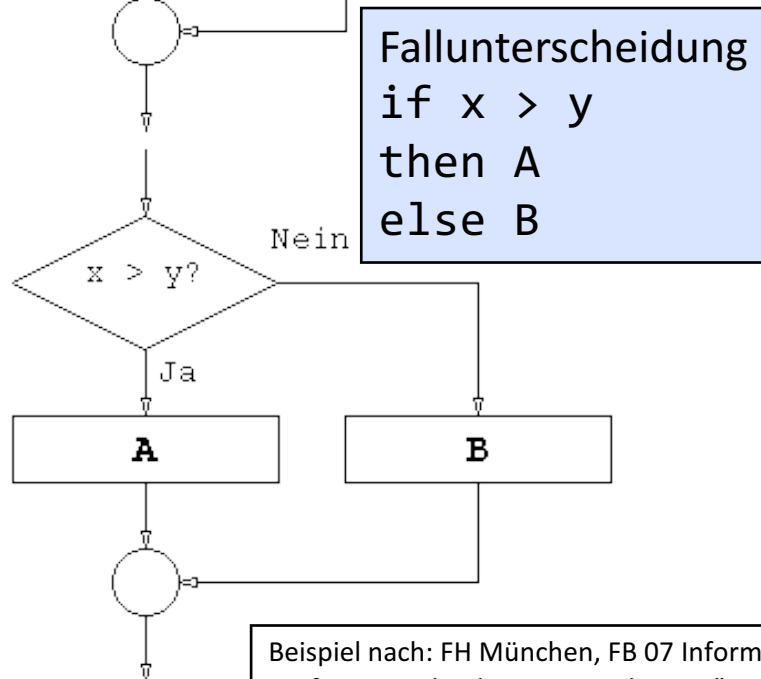 Fallunterscheidung
if x > y
then A
else B
Nein
x > y?
Ja
A
B
Beispiel nach: FH München, FB 07 Inform